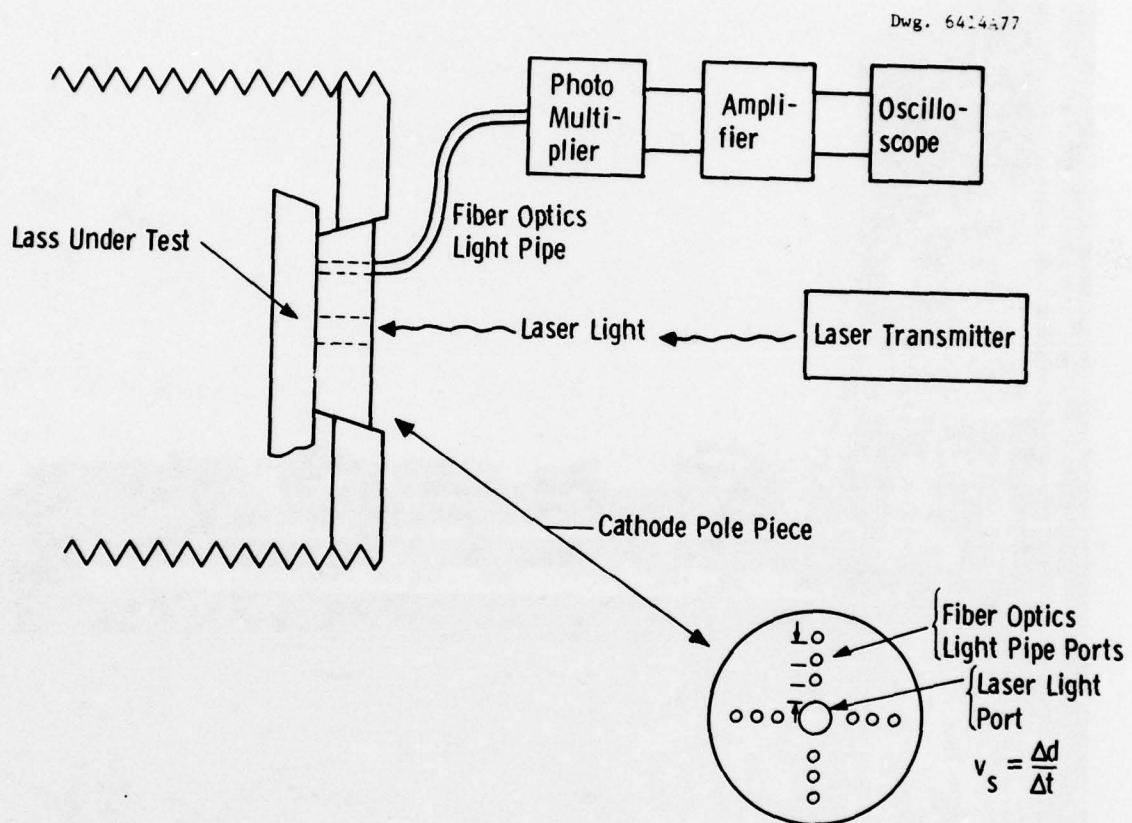 Photo
Multi-
plier
Ampli-
fier
Oscillo-
scope
Fiber Optics
Light Pipe
Lass Under Test
Laser Light
Laser Transmitter
Cathode Pole Piece
Fiber Optics
Light Pipe Ports
Laser Light
Port
v_s = Δd/Δt
Dwg.